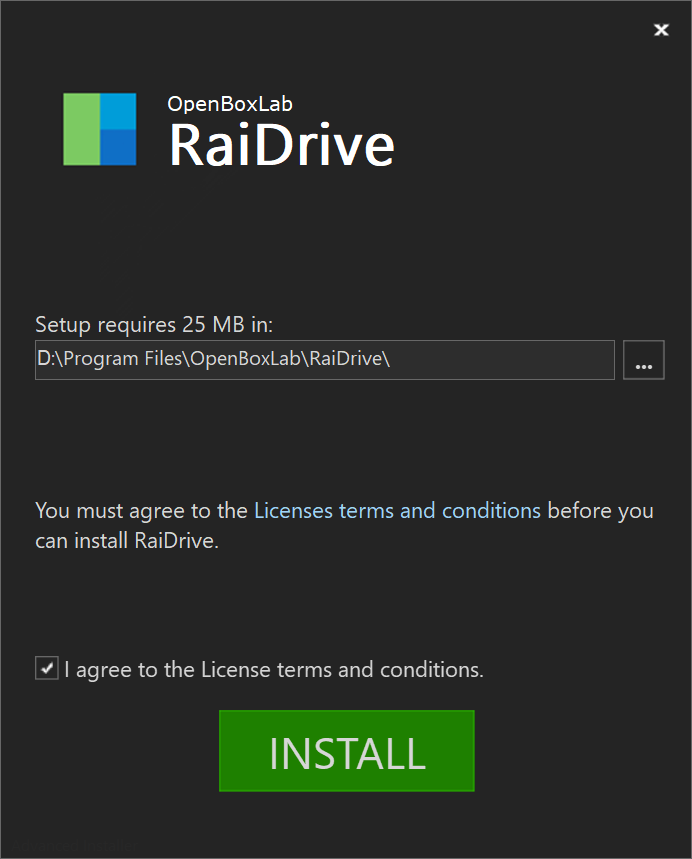 OpenBoxLab
RaiDrive
Setup requires 25 MB in:
D:\Program Files\OpenBoxLab\RaiDrive\
...
You must agree to the Licenses terms and conditions before you
can install RaiDrive.
I agree to the License terms and conditions.
INSTALL